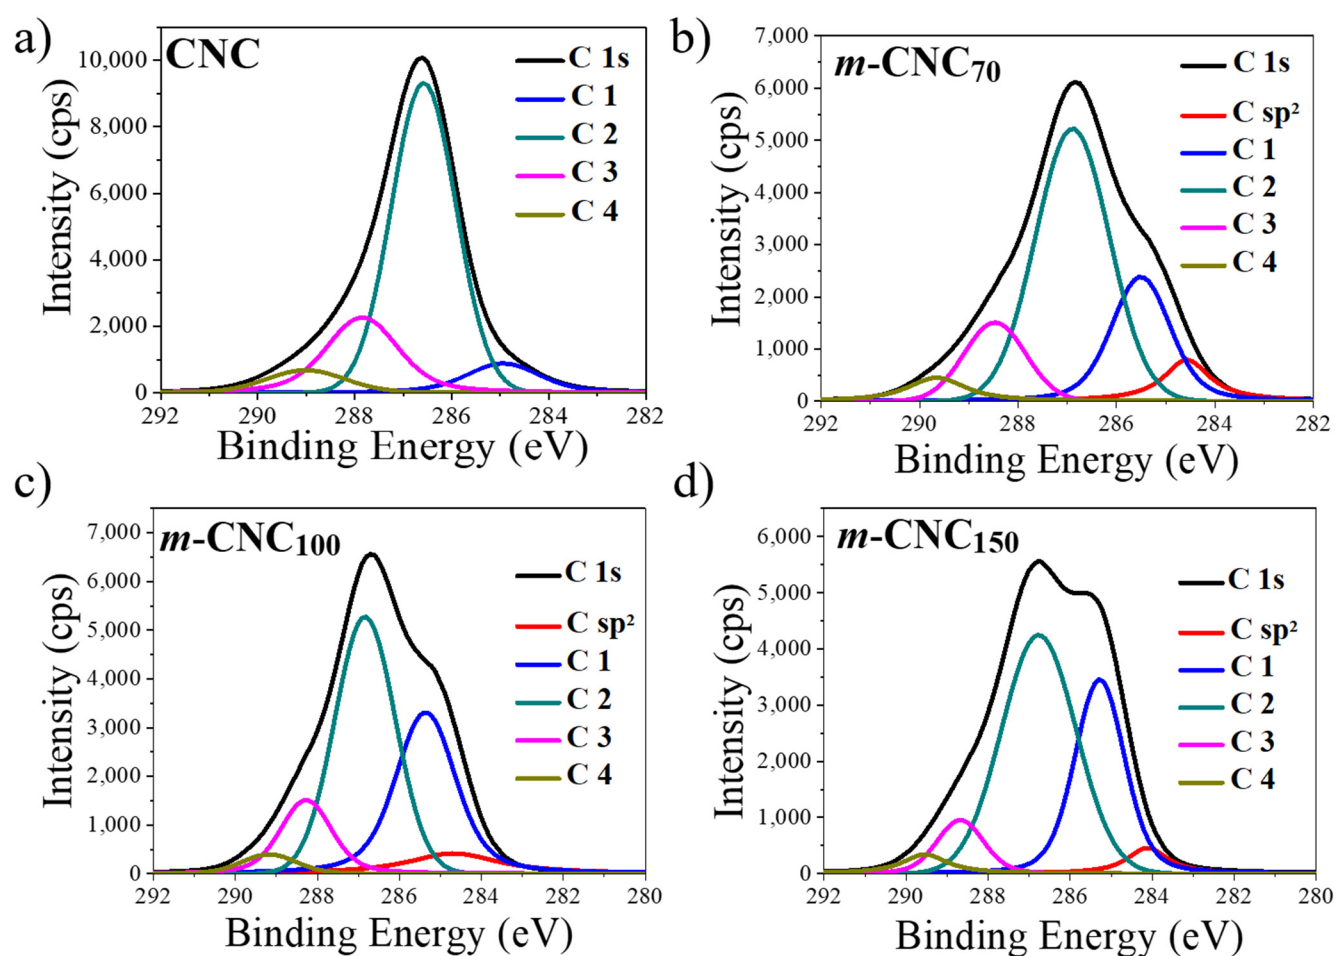 a)
CNC
Intensity (cps)
10,000
8,000
6,000
4,000
2,000
0
292 290 288 286 284 282
Binding Energy (eV)
C 1s
C 1
C 2
C 3
C 4
b)
m-CNC70
Intensity (cps)
7,000
6,000
5,000
4,000
3,000
2,000
1,000
0
292 290 288 286 284 282
Binding Energy (eV)
C 1s
C sp²
C 1
C 2
C 3
C 4
c)
m-CNC100
Intensity (cps)
7,000
6,000
5,000
4,000
3,000
2,000
1,000
0
292 290 288 286 284 282 280
Binding Energy (eV)
C 1s
C sp²
C 1
C 2
C 3
C 4
d)
m-CNC150
Intensity (cps)
6,000
5,000
4,000
3,000
2,000
1,000
0
292 290 288 286 284 282 280
Binding Energy (eV)
C 1s
C sp²
C 1
C 2
C 3
C 4